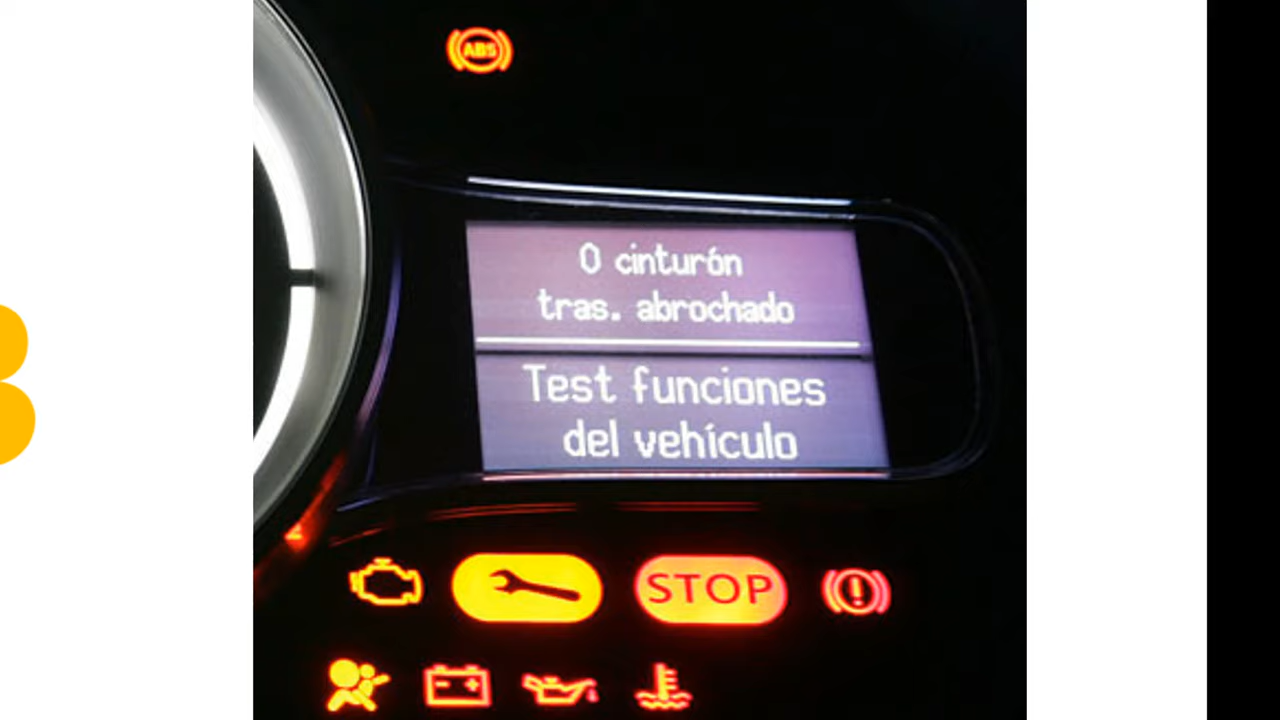 ABS
0 cinturón
tras. abrochado
Test funciones
del vehículo
STOP